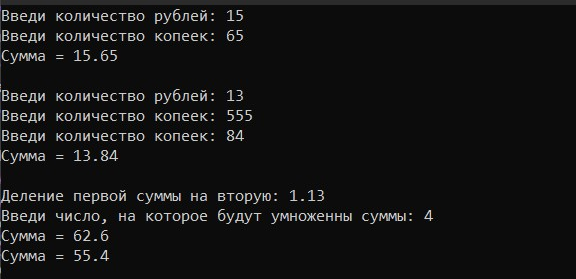 Введи количество рублей: 15
Введи количество копеек: 65
Сумма = 15.65
Введи количество рублей: 13
Введи количество копеек: 555
Введи количество копеек: 84
Сумма = 13.84
Деление первой суммы на вторую: 1.13
Введи число, на которое будут умноженны суммы: 4
Сумма = 62.6
Сумма = 55.4